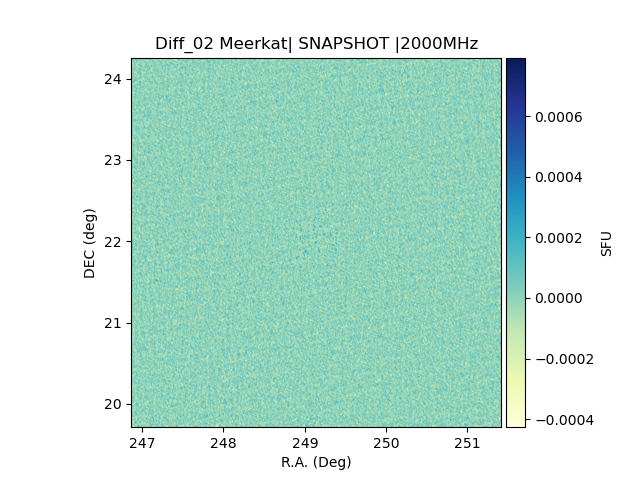 Diff_02 Meerkat| SNAPSHOT |2000MHz
24
23
22
21
20
DEC (deg)
247 248 249 250 251
R.A. (Deg)
0.0006
0.0004
0.0002
0.0000
−0.0002
−0.0004
SFU